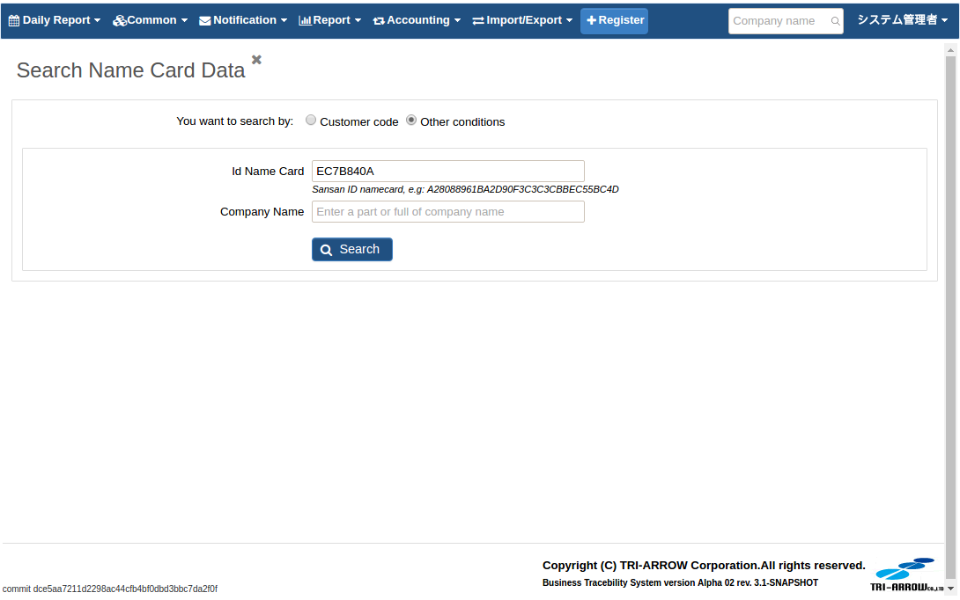 Daily Report Common Notification Report Accounting Import/Export Register Company name システム管理者
Search Name Card Data
You want to search by: Customer code Other conditions
Id Name Card EC7B840A
Sansan ID namecard, e.g: A28088961BA2D90F3C3C3CBBEC55BC4D
Company Name Enter a part or full of company name
Search
Copyright (C) TRI-ARROW Corporation.All rights reserved.
Business Tracebility System version Alpha 02 rev. 3.1-SNAPSHOT
TRI-ARROW CO.,LTD
commit dce5aa7211d2298ac44cfb4bf0dbd3bbc7da2f0f